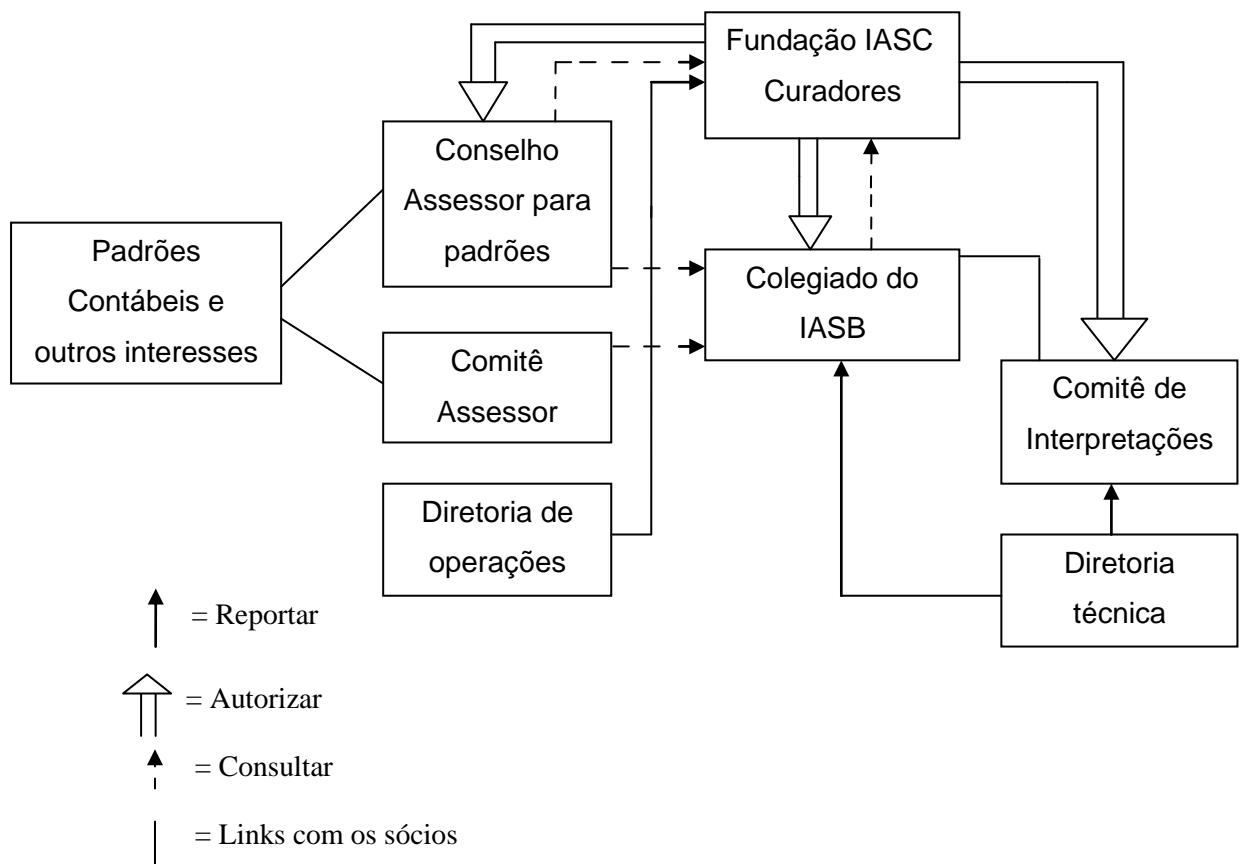 Fundação IASC
Curadores
Conselho
Assessor para
padrões
Padrões
Contábeis e
outros interesses
Colegiado do
IASB
Comitê
Assessor
Comitê de
Interpretações
Diretoria de
operações
Diretoria
técnica
= Reportar
= Autorizar
= Consultar
= Links com os sócios